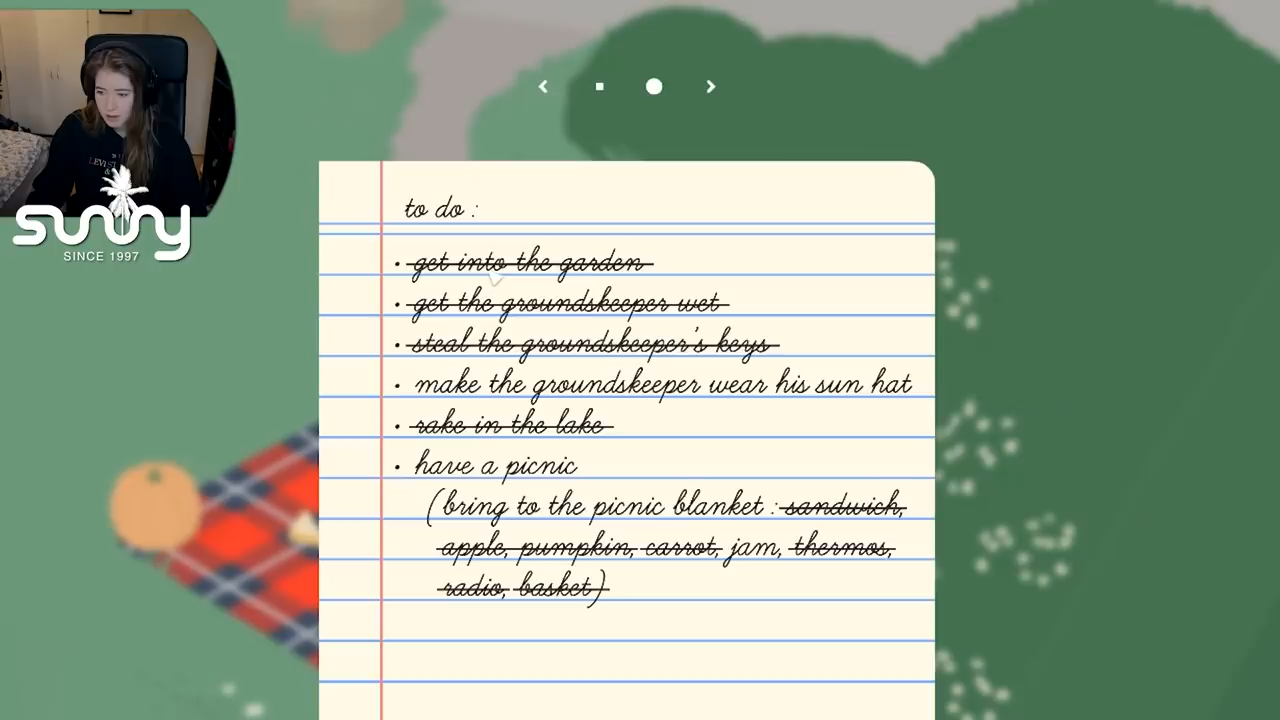 to do :
• get into the garden
• get the groundskeeper wet
• steal the groundskeeper's keys
• make the groundskeeper wear his sun hat
• rake in the lake
• have a picnic
(bring to the picnic blanket : sandwich,
apple, pumpkin, carrot, jam, thermos,
radio, basket)
sunny
SINCE 1997